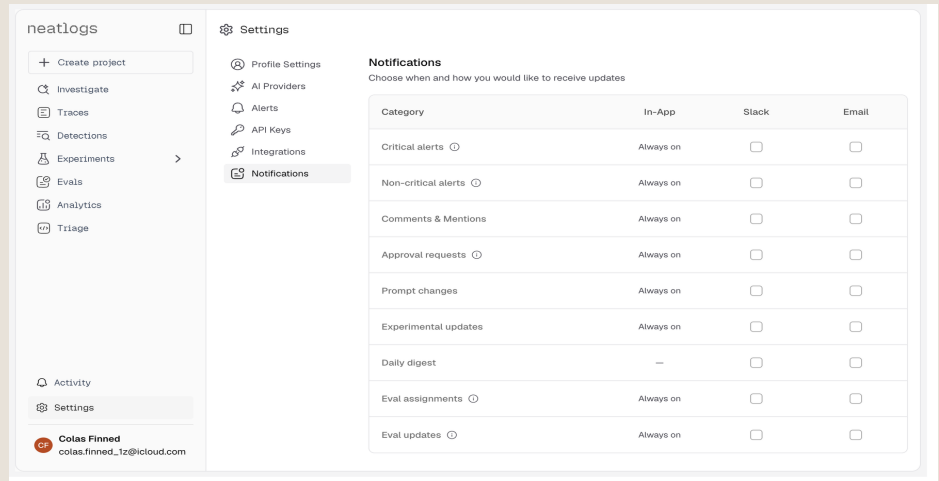 neatlogs
Create project
Investigate
Traces
Detections
Experiments
Evals
Analytics
Triage
Activity
Settings
CF
Colas Finned
colas.finned_1z@icloud.com
Settings
Profile Settings
AI Providers
Alerts
API Keys
Integrations
Notifications
Notifications
Choose when and how you would like to receive updates
Category In-App Slack Email
Critical alerts Always on
Non-critical alerts Always on
Comments & Mentions Always on
Approval requests Always on
Prompt changes Always on
Experimental updates Always on
Daily digest —
Eval assignments Always on
Eval updates Always on